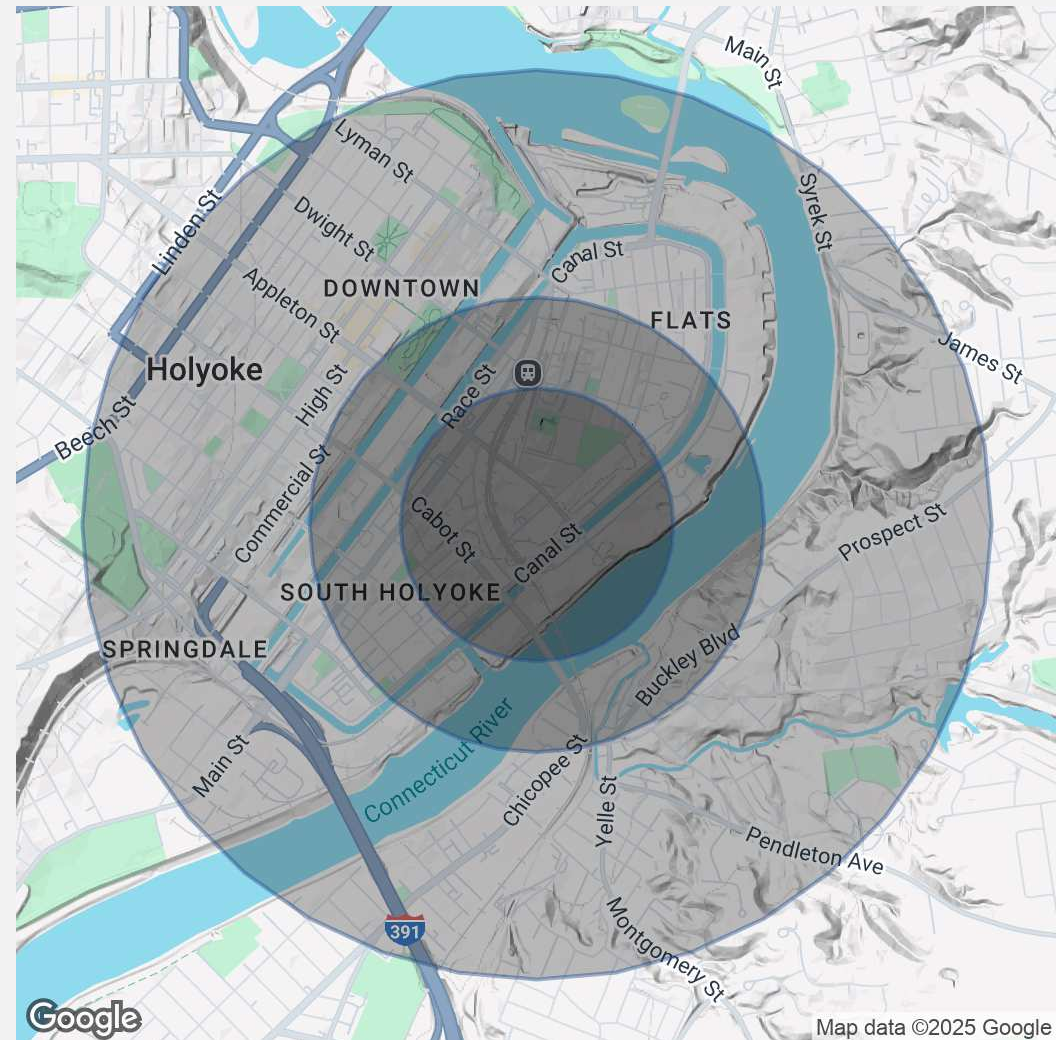 Main St
Lyman St
Syrek St
Linden St
Dwight St
Canal St
Appleton St
DOWNTOWN
FLATS
James St
Holyoke
High St
Race St
Beech St
Commercial St
Cabot St
Canal St
Prospect St
SOUTH HOLYOKE
SPRINGDALE
Buckley Blvd
Connecticut River
Main St
Chicopee St
Yelle St
Pendleton Ave
391
Montgomery St
Google
Map data ©2025 Google